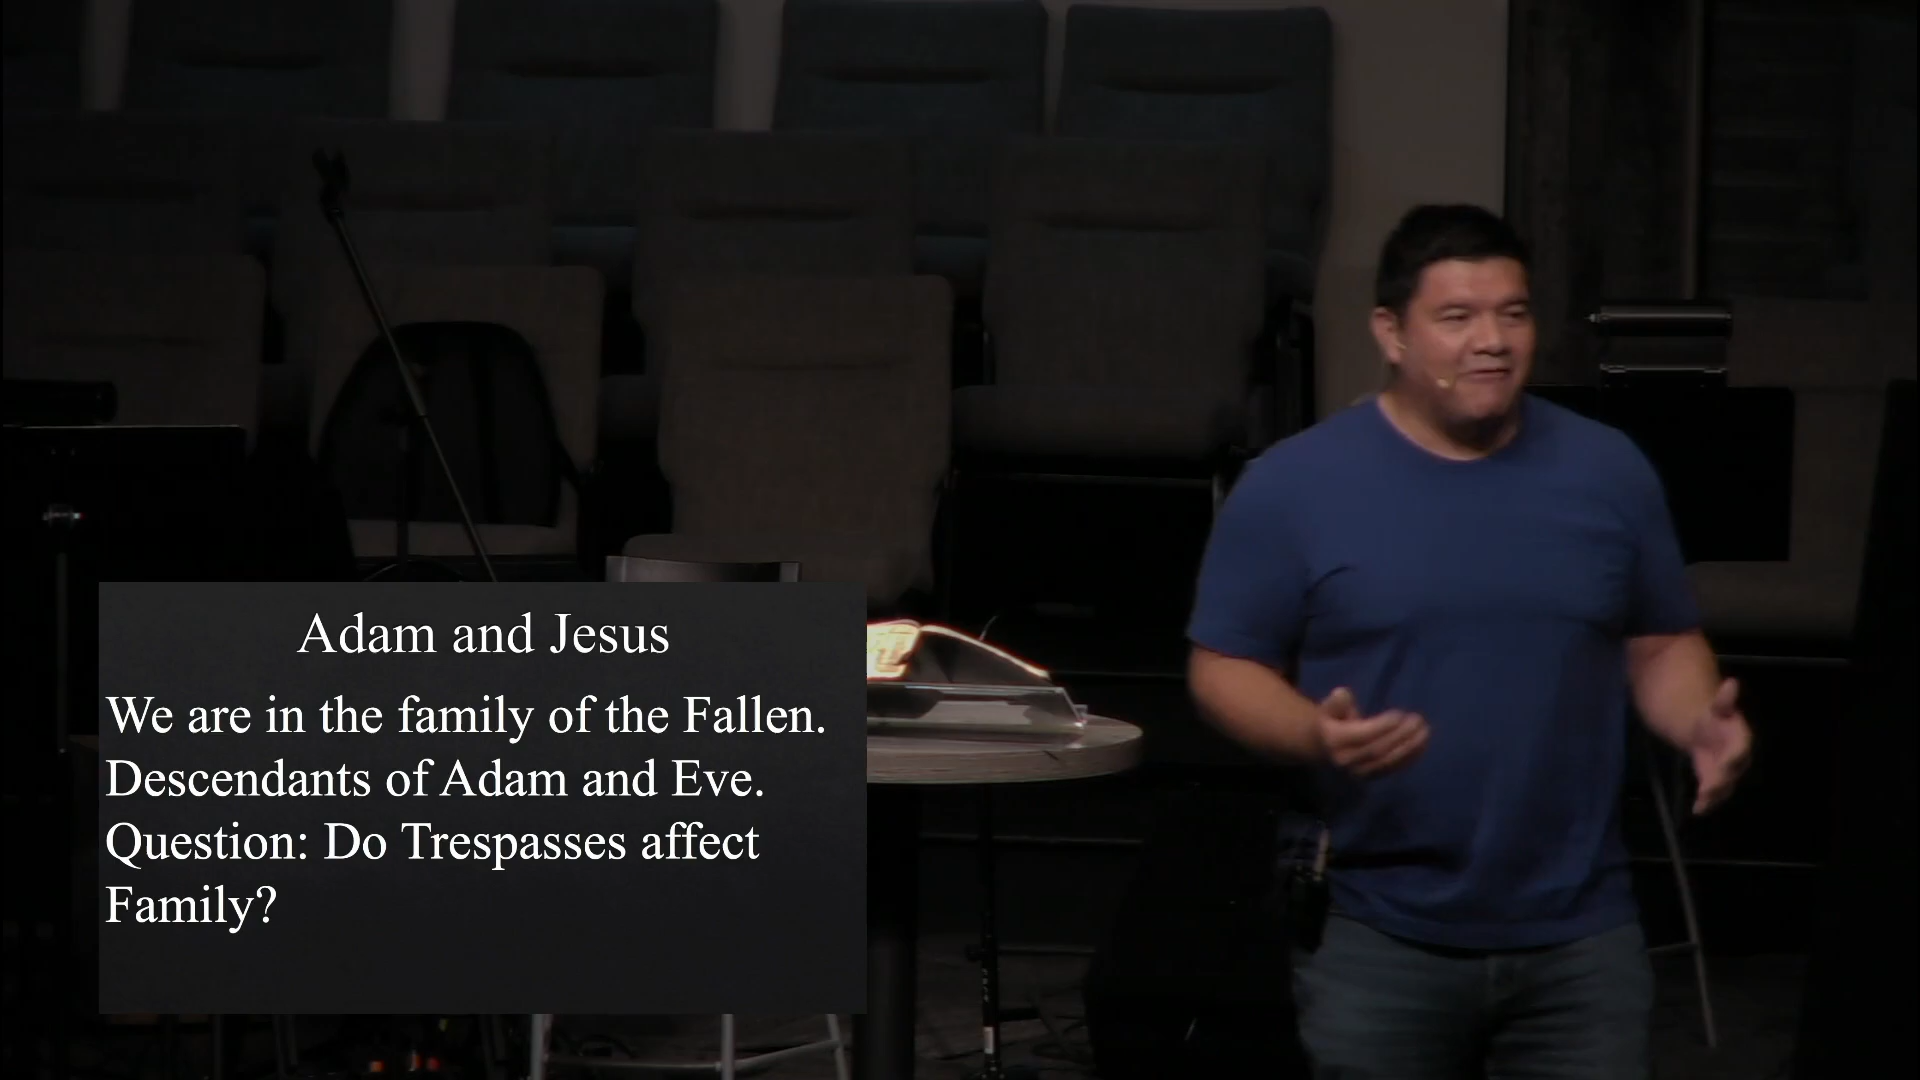 Adam and Jesus
We are in the family of the Fallen.
Descendants of Adam and Eve.
Question: Do Trespasses affect
Family?